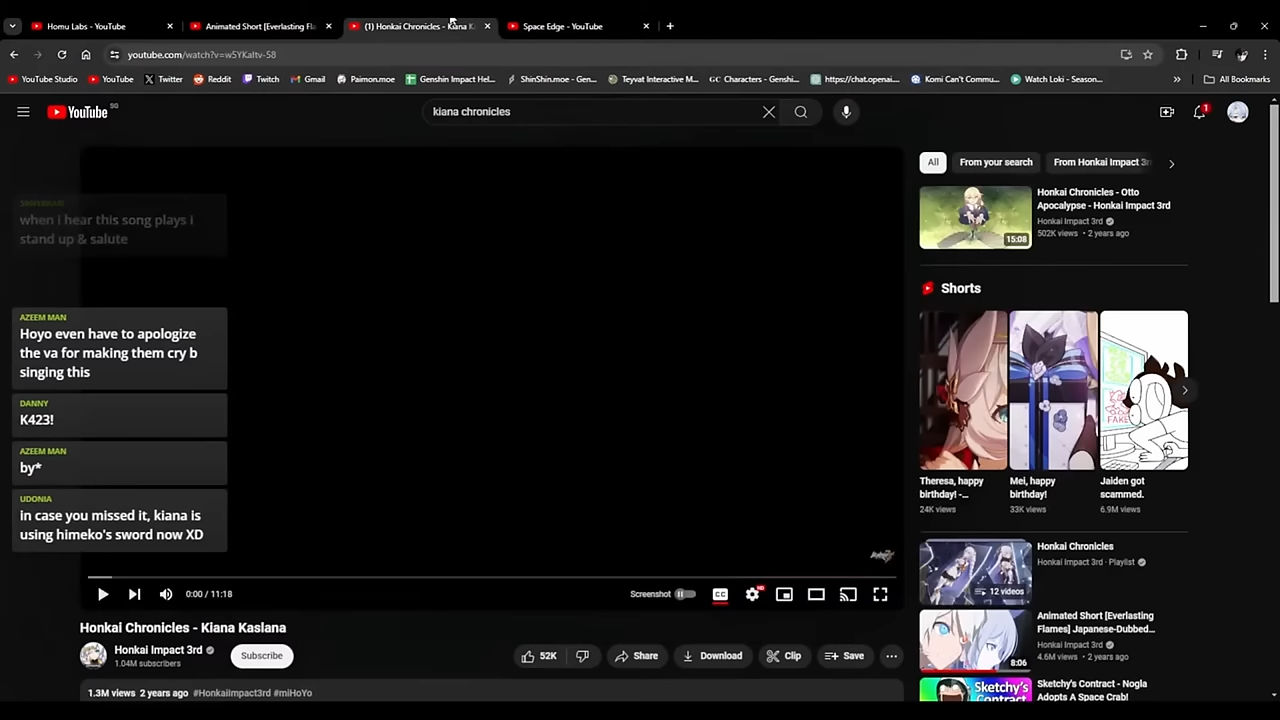 Homu Labs - YouTube
Animated Short [Everlasting Fla
(1) Honkai Chronicles - Kiana K
Space Edge - YouTube
youtube.com/watch?v=w5YKaltv-58
YouTube Studio
YouTube
Twitter
Reddit
Twitch
Gmail
Paimon.moe
Genshin Impact Hel...
ShinShin.moe - Gen...
Teyvat Interactive M...
GC Characters - Genshi...
https://chat.openai...
Komi Can't Commu...
Watch Loki - Season...
»
All Bookmarks
YouTube SG
kiana chronicles
1
when i hear this song plays i
stand up & salute
AZEEM MAN
Hoyo even have to apologize
the va for making them cry b
singing this
DANNY
K423!
AZEEM MAN
by*
UDONIA
in case you missed it, kiana is
using himeko's sword now XD
0:00 / 11:18
Screenshot
CC
HD
Honkai Chronicles - Kiana Kaslana
Honkai Impact 3rd
1.04M subscribers
Subscribe
52K
Share
Download
Clip
Save
1.3M views 2 years ago #HonkaiImpact3rd #miHoYo
All
From your search
From Honkai Impact 3r
Honkai Chronicles - Otto
Apocalypse - Honkai Impact 3rd
Honkai Impact 3rd
502K views • 2 years ago
15:08
Shorts
FAKE
Theresa, happy
birthday! -...
24K views
Mei, happy
birthday!
33K views
Jaiden got
scammed.
6.9M views
Honkai Chronicles
Honkai Impact 3rd · Playlist
12 videos
Animated Short [Everlasting
Flames] Japanese-Dubbed...
Honkai Impact 3rd
4.6M views • 2 years ago
8:06
Sketchy's Contract - Nogla
Adopts A Space Crab!
Sketchy's
Contract